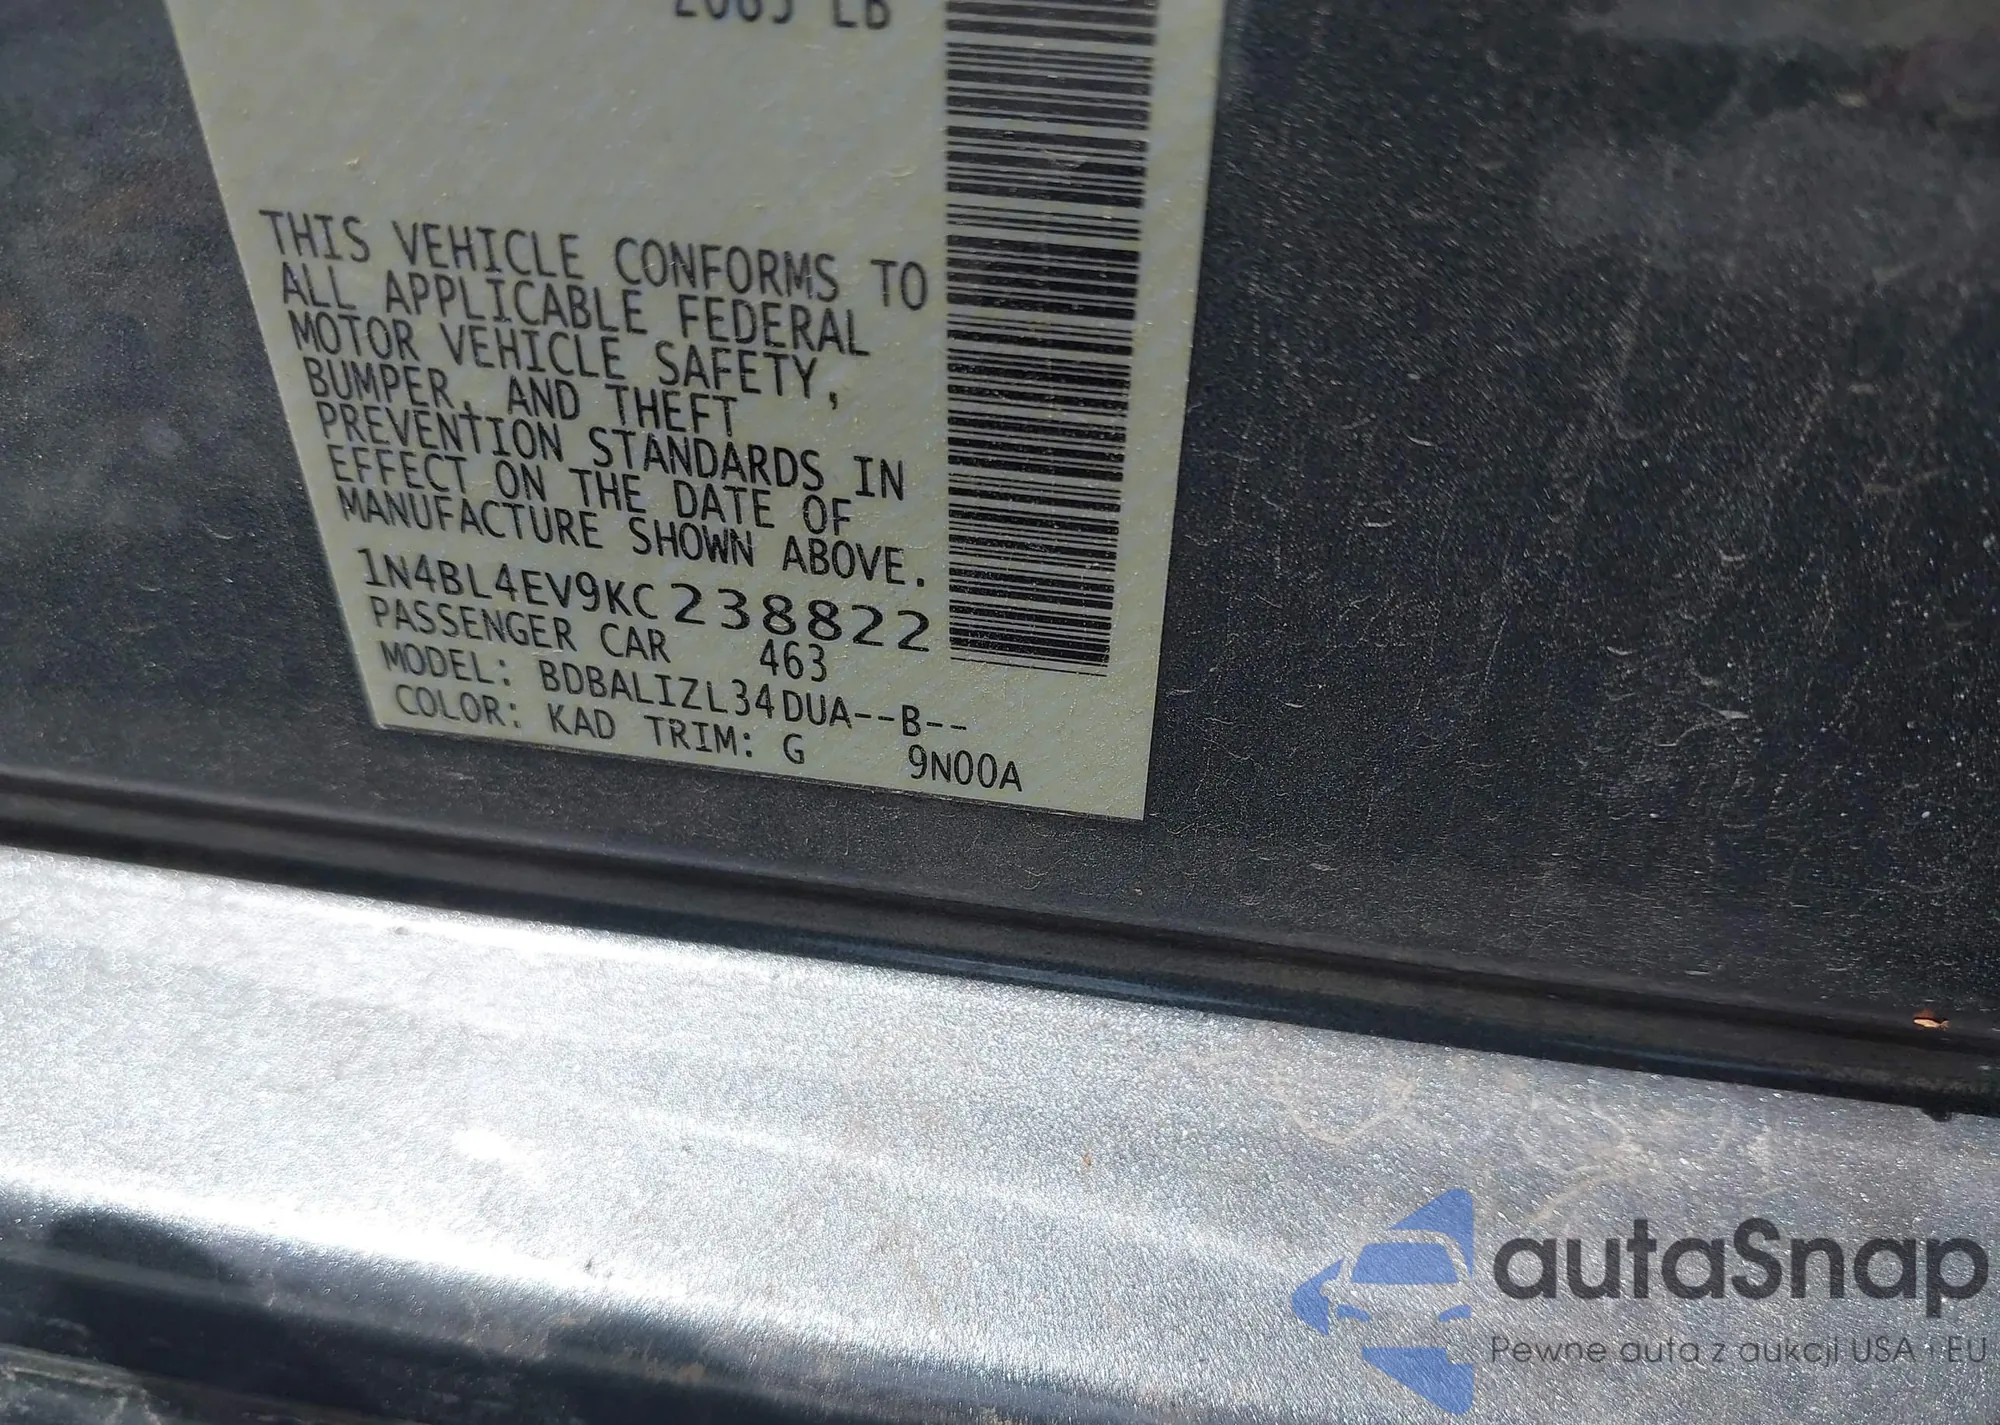 THIS VEHICLE CONFORMS TO
ALL APPLICABLE FEDERAL
MOTOR VEHICLE SAFETY,
BUMPER, AND THEFT
PREVENTION STANDARDS IN
EFFECT ON THE DATE OF
MANUFACTURE SHOWN ABOVE.
1N4BL4EV9KC238822
PASSENGER CAR 463
MODEL: BDBALIZL34DUA--B--
COLOR: KAD TRIM: G 9N00A
autaSnap
Pewne auta z aukcji USA i EU